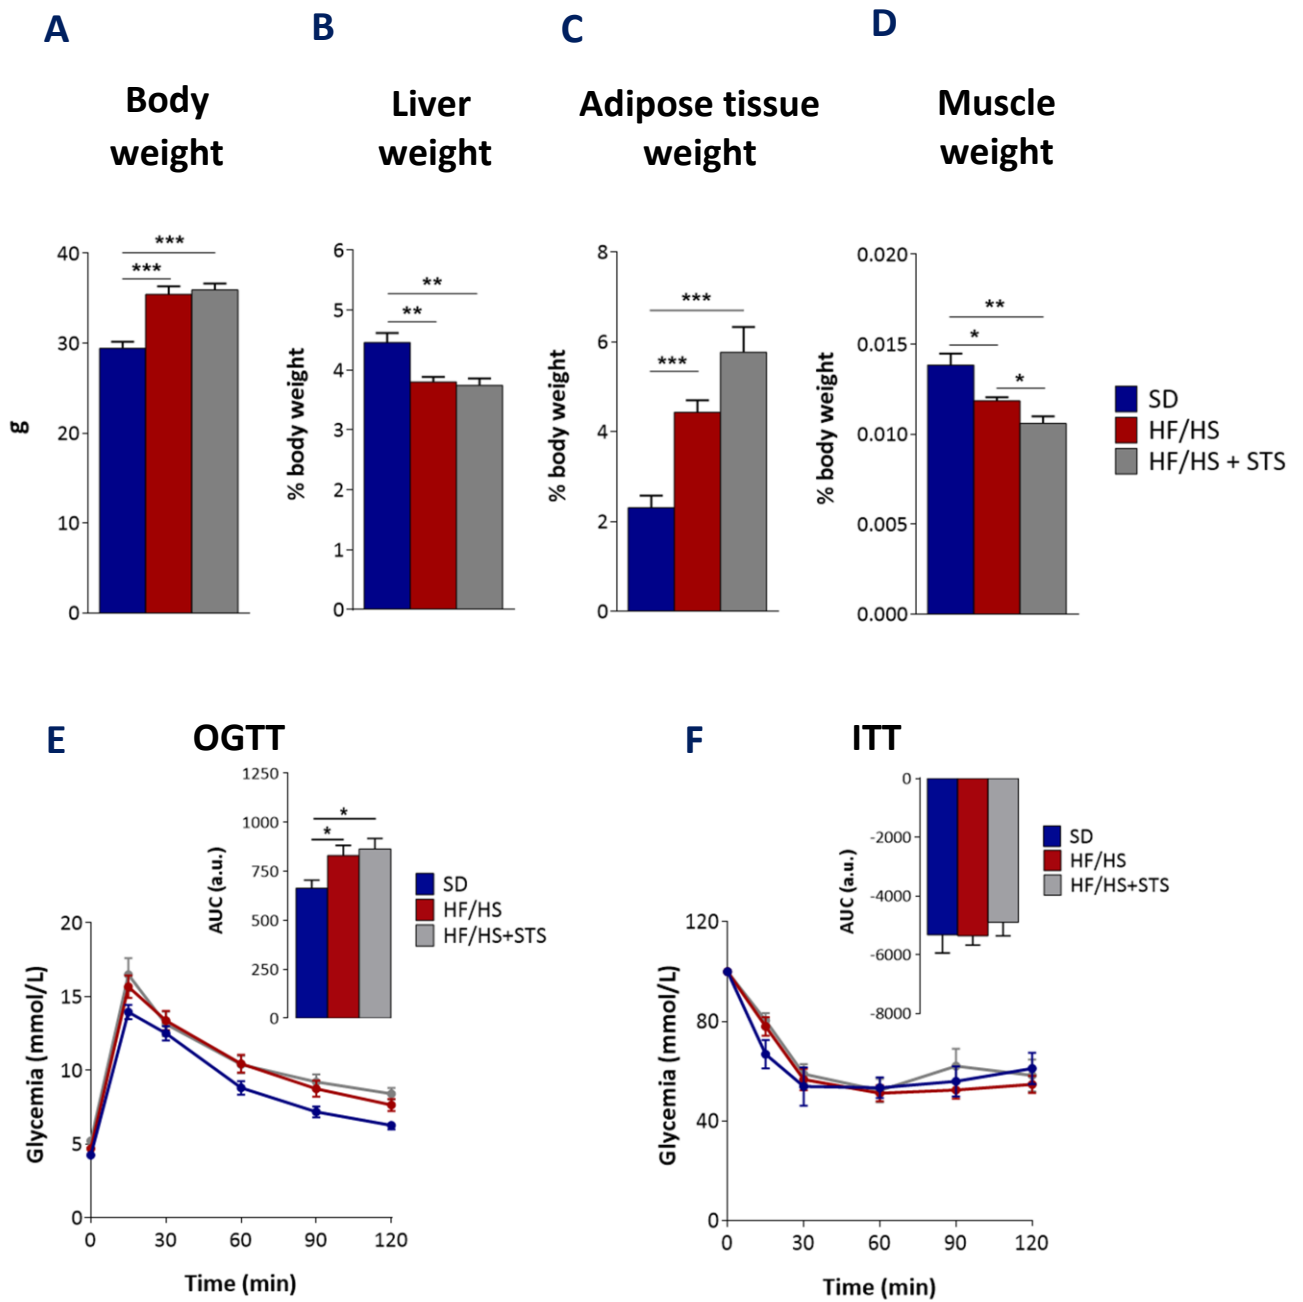 A
B
C
D
Body
weight
Liver
weight
Adipose tissue
weight
Muscle
weight
g
40
30
20
10
0
***
***
% body weight
6
5
4
3
2
1
0
**
**
% body weight
8
6
4
2
0
***
***
% body weight
0.020
0.015
0.010
0.005
0.000
**
*
*
SD
HF/HS
HF/HS + STS
E
OGTT
AUC (a.u.)
1250
1000
750
500
250
0
*
*
SD
HF/HS
HF/HS+STS
Glycemia (mmol/L)
20
15
10
5
0
0 30 60 90 120
Time (min)
F
ITT
AUC (a.u.)
0
-2000
-4000
-6000
-8000
SD
HF/HS
HF/HS+STS
Glycemia (mmol/L)
120
80
40
0
0 30 60 90 120
Time (min)